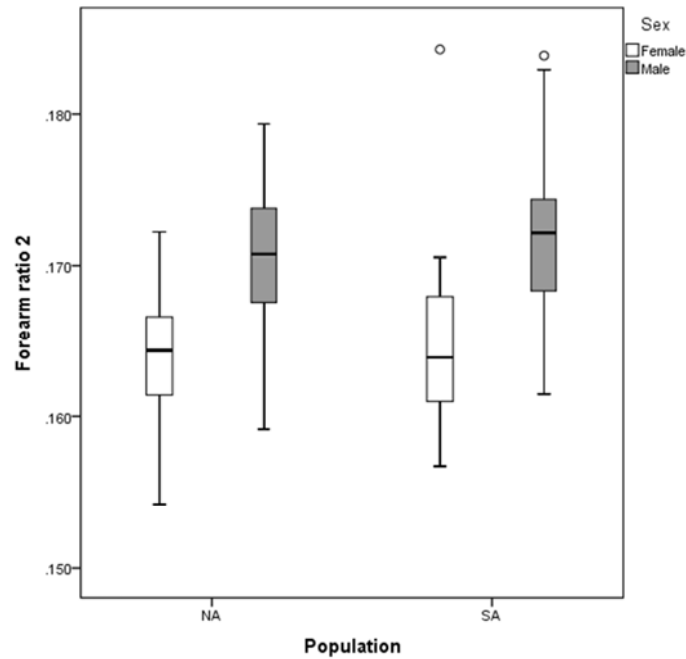 Sex
Female
Male
.180
.170
.160
.150
Forearm ratio 2
NA
SA
Population